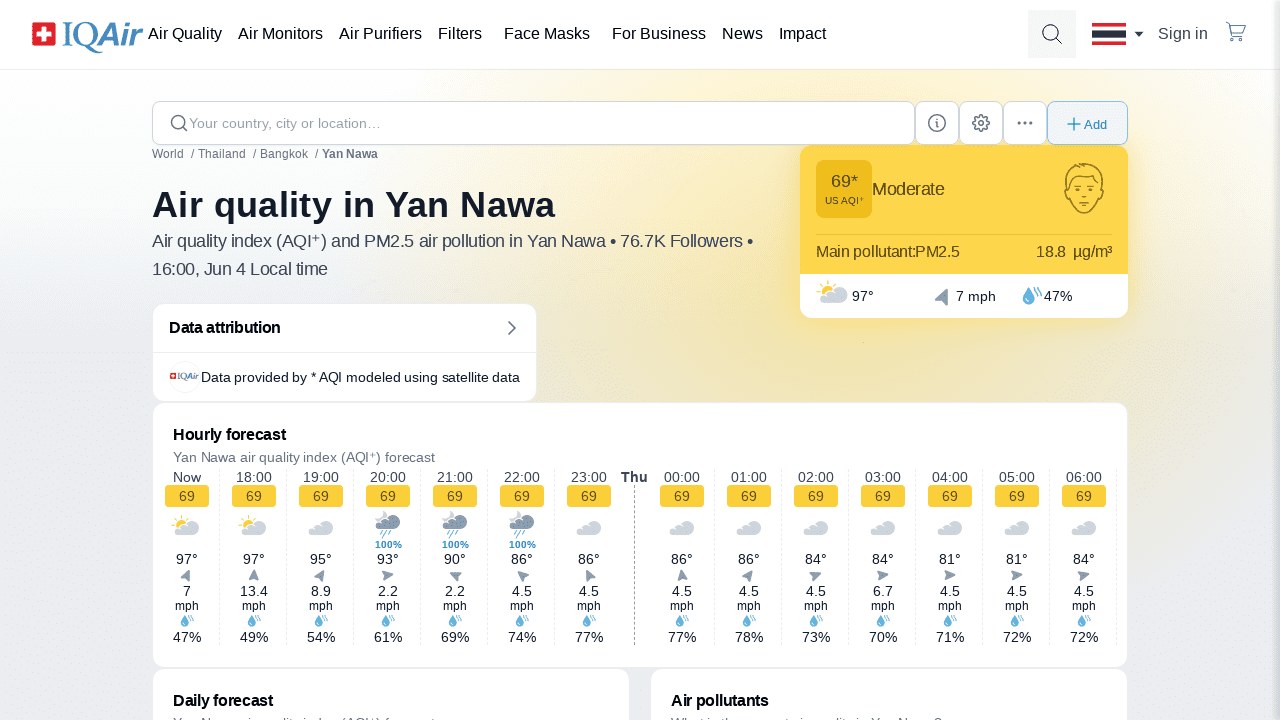 IQAir Air Quality Air Monitors Air Purifiers Filters Face Masks For Business News Impact Sign in
Your country, city or location… Add
World / Thailand / Bangkok / Yan Nawa
69*
US AQI⁺
Moderate
Main pollutant:PM2.5 18.8 µg/m³
97° 7 mph 47%
Air quality in Yan Nawa
Air quality index (AQI⁺) and PM2.5 air pollution in Yan Nawa • 76.7K Followers •
16:00, Jun 4 Local time
Data attribution
IQAir Data provided by * AQI modeled using satellite data
Hourly forecast
Yan Nawa air quality index (AQI⁺) forecast
Now 18:00 19:00 20:00 21:00 22:00 23:00 Thu 00:00 01:00 02:00 03:00 04:00 05:00 06:00
69 69 69 69 69 69 69 69 69 69 69 69 69 69
100% 100% 100%
97° 97° 95° 93° 90° 86° 86° 86° 86° 84° 84° 81° 81° 84°
7 13.4 8.9 2.2 2.2 4.5 4.5 4.5 4.5 4.5 6.7 4.5 4.5 4.5
mph mph mph mph mph mph mph mph mph mph mph mph mph mph
47% 49% 54% 61% 69% 74% 77% 77% 78% 73% 70% 71% 72% 72%
Daily forecast Air pollutants